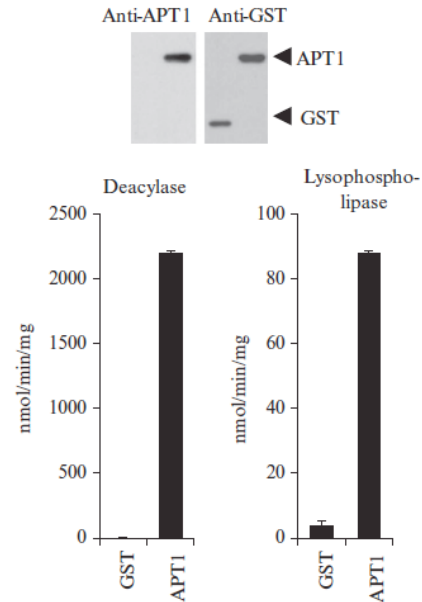 Anti-APT1 Anti-GST
APT1
GST
Deacylase
2500
2000
1500
1000
500
0
nmol/min/mg
GST
APT1
Lysophospho-
lipase
100
80
60
40
20
0
nmol/min/mg
GST
APT1